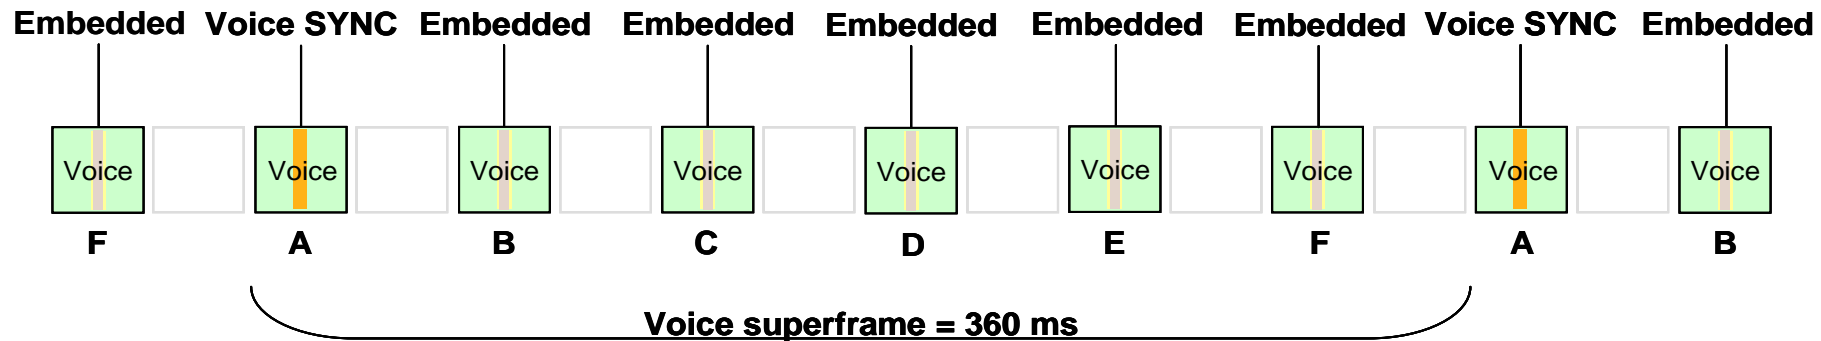 Embedded Voice SYNC Embedded Embedded Embedded Embedded Embedded Voice SYNC Embedded
Voice Voice Voice Voice Voice Voice Voice Voice Voice
F A B C D E F A B
Voice superframe = 360 ms